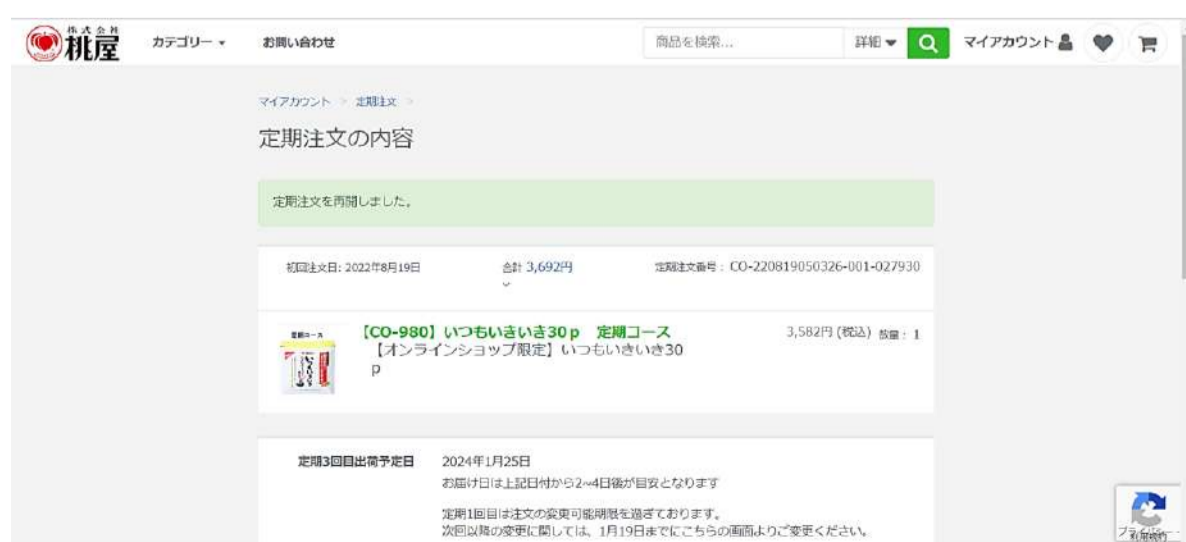 株式会社
桃屋
カテゴリー
お問い合わせ
商品を検索...
詳細
マイアカウント
マイアカウント > 定期注文 >
定期注文の内容
定期注文を再開しました。
初回注文日: 2022年8月19日
合計 3,692円
定期注文番号 : CO-220819050326-001-027930
定期コース
いつもいきいき
【CO-980】いつもいきいき30p 定期コース
3,582円 (税込) 数量 : 1
【オンラインショップ限定】いつもいきいき30
p
定期3回目出荷予定日
2024年1月25日
お届け日は上記日付から2~4日後が目安となります
定期1回目は注文の変更可能期限を過ぎております。
次回以降の変更に関しては、1月19日までにこちらの画面よりご変更ください。